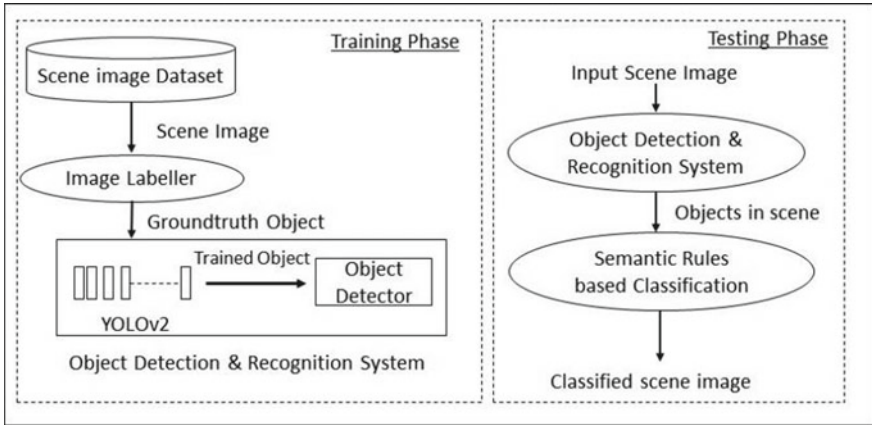 Training Phase
Scene image Dataset
Scene Image
Image Labeller
Groundtruth Object
Trained Object
Object
Detector
YOLOv2
Object Detection & Recognition System
Testing Phase
Input Scene Image
Object Detection &
Recognition System
Objects in scene
Semantic Rules
based Classification
Classified scene image